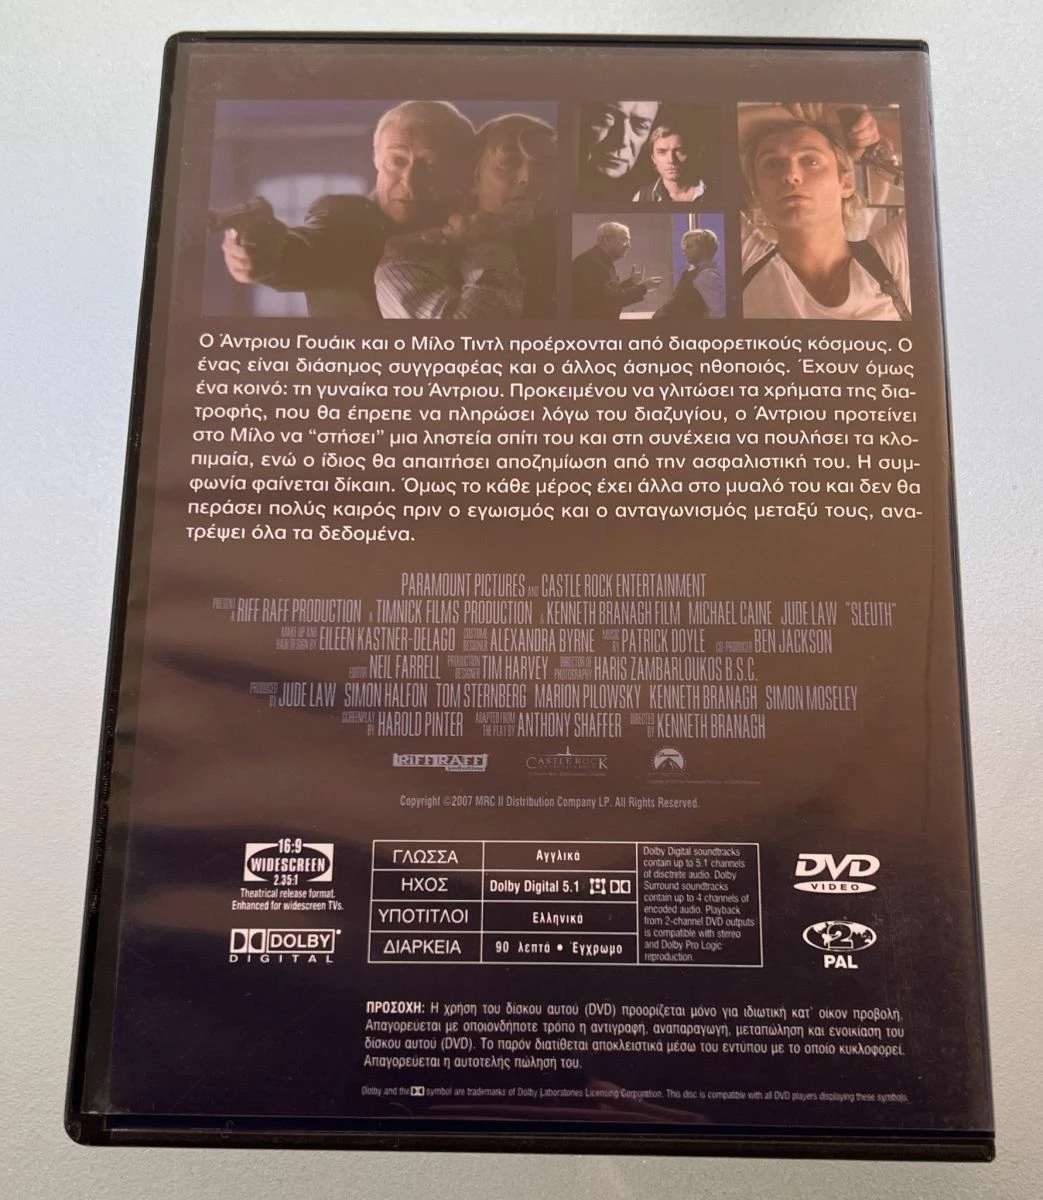 Ο Άντριου Γουάικ και ο Μίλο Τιντλ προέρχονται από διαφορετικούς κόσμους. Ο
ένας είναι διάσημος συγγραφέας και ο άλλος άσημος ηθοποιός. Έχουν όμως
ένα κοινό: τη γυναίκα του Άντριου. Προκειμένου να γλιτώσει τα χρήματα της δια-
τροφής, που θα έπρεπε να πληρώσει λόγω του διαζυγίου, ο Άντριου προτείνει
στο Μίλο να "στήσει" μια ληστεία σπίτι του και στη συνέχεια να πουλήσει τα κλο-
πιμαία, ενώ ο ίδιος θα απαιτήσει αποζημίωση από την ασφαλιστική του. Η συμ-
φωνία φαίνεται δίκαιη. Όμως το κάθε μέρος έχει άλλα στο μυαλό του και δεν θα
περάσει πολύς καιρός πριν ο εγωισμός και ο ανταγωνισμός μεταξύ τους, ανα-
τρέψει όλα τα δεδομένα.
PARAMOUNT PICTURES AND CASTLE ROCK ENTERTAINMENT
PRESENT A RIFF RAFF PRODUCTION A TIMNICK FILMS PRODUCTION A KENNETH BRANAGH FILM MICHAEL CAINE JUDE LAW "SLEUTH"
MAKE UP AND HAIR DESIGN BY EILEEN KASTNER-DELAGO COSTUME DESIGNER ALEXANDRA BYRNE MUSIC BY PATRICK DOYLE CO PRODUCER BEN JACKSON
EDITOR NEIL FARRELL PRODUCTION DESIGNER TIM HARVEY DIRECTOR OF PHOTOGRAPHY HARIS ZAMBARLOUKOS B.S.C.
PRODUCED BY JUDE LAW SIMON HALFON TOM STERNBERG MARION PILOWSKY KENNETH BRANAGH SIMON MOSELEY
SCREENPLAY BY HAROLD PINTER ADAPTED FROM THE PLAY BY ANTHONY SHAFFER DIRECTED BY KENNETH BRANAGH
RIFF RAFF CASTLE ROCK
ENTERTAINMENT
Copyright ©2007 MRC II Distribution Company LP. All Rights Reserved.
16:9
WIDESCREEN
2.35:1
Theatrical release format.
Enhanced for widescreen TVs.
DOLBY
DIGITAL
ΓΛΩΣΣΑ Αγγλικά
ΗΧΟΣ Dolby Digital 5.1
ΥΠΟΤΙΤΛΟΙ Ελληνικά
ΔΙΑΡΚΕΙΑ 90 λεπτά • Έγχρωμο
Dolby Digital soundtracks
contain up to 5.1 channels
of disctrete audio. Dolby
Surround soundtracks
contain up to 4 channels of
encoded audio. Playback
from 2-channel DVD outputs
is compatible with stereo
and Dolby Pro Logic
reproduction.
DVD
VIDEO
2
PAL
ΠΡΟΣΟΧΗ: Η χρήση του δίσκου αυτού (DVD) προορίζεται μόνο για ιδιωτική κατ' οίκον προβολή.
Απαγορεύεται με οποιονδήποτε τρόπο η αντιγραφή, αναπαραγωγή, μεταπώληση και ενοικίαση του
δίσκου αυτού (DVD). Το παρόν διατίθεται αποκλειστικά μέσω του εντύπου με το οποίο κυκλοφορεί.
Απαγορεύεται η αυτοτελής πώλησή του.
Dolby and the symbol are trademarks of Dolby Laboratories Licensing Corporation. This disc is compatible with all DVD players displaying these symbols.